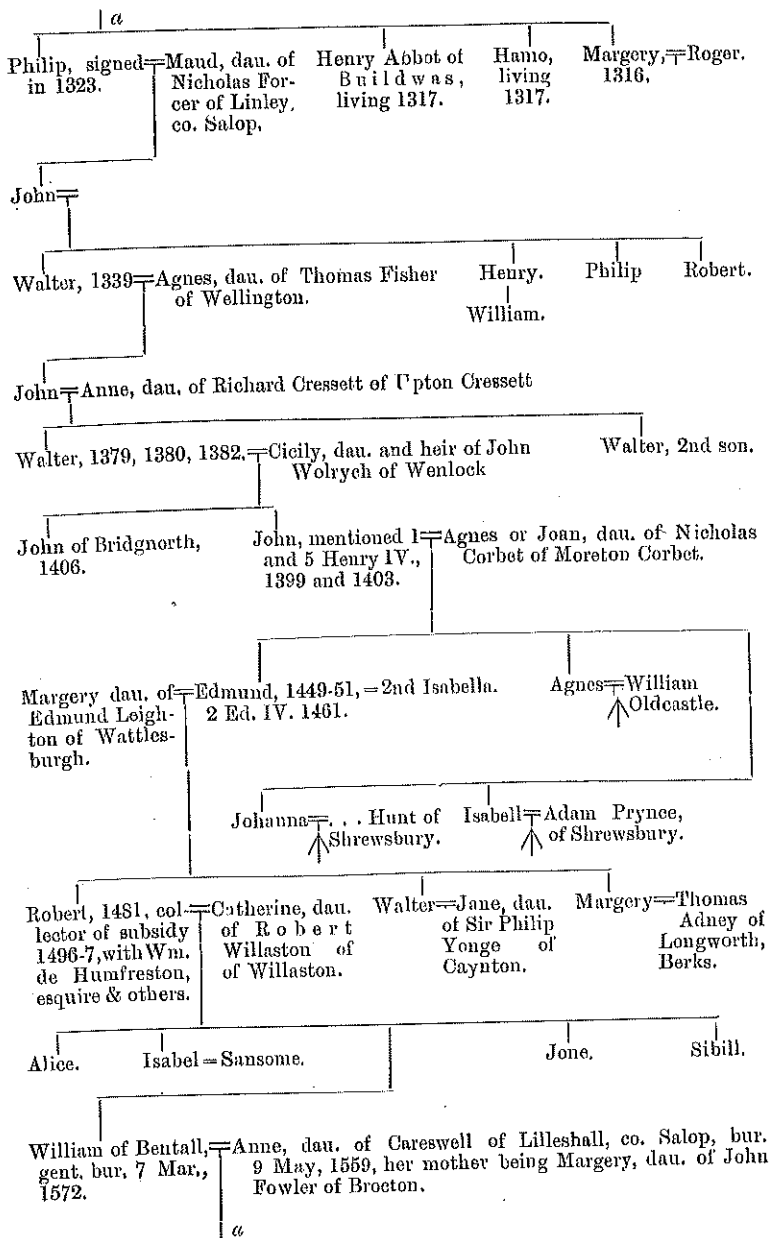 a
Philip, signed = Maud, dau. of Henry Abbot of Hamo, Margery, = Roger.
in 1323. Nicholas For- Buildwas, living 1316.
cer of Linley, living 1317. 1317.
co. Salop.
John =
Walter, 1339 = Agnes, dau. of Thomas Fisher Henry. Philip Robert.
of Wellington.
William.
John = Anne, dau. of Richard Cressett of Upton Cressett
Walter, 1379, 1380, 1382. = Cicily, dau. and heir of John Walter, 2nd son.
Wolrych of Wenlock
John of Bridgnorth, John, mentioned 1 = Agnes or Joan, dau. of Nicholas
1406. and 5 Henry IV., Corbet of Moreton Corbet.
1399 and 1403.
Margery dau. of = Edmund, 1449-51, = 2nd Isabella. Agnes = William
Edmund Leigh- 2 Ed. IV. 1461. Oldcastle.
ton of Wattles-
burgh.
Johanna = . . . Hunt of Isabell = Adam Prynce,
Shrewsbury. of Shrewsbury.
Robert, 1481, col- = Catherine, dau. Walter = Jane, dau. Margery = Thomas
lector of subsidy of Robert of Sir Philip Adney of
1496-7, with Wm. Willaston of Yonge of Longworth,
de Humfreston, of Willaston. Caynton. Berks.
esquire & others.
Alice. Isabel = Sansome. Jone. Sibill.
William of Bentall, = Anne, dau. of Careswell of Lilleshall, co. Salop, bur.
gent. bur, 7 Mar., 9 May, 1559, her mother being Margery, dau. of John
1572. Fowler of Brocton.
a